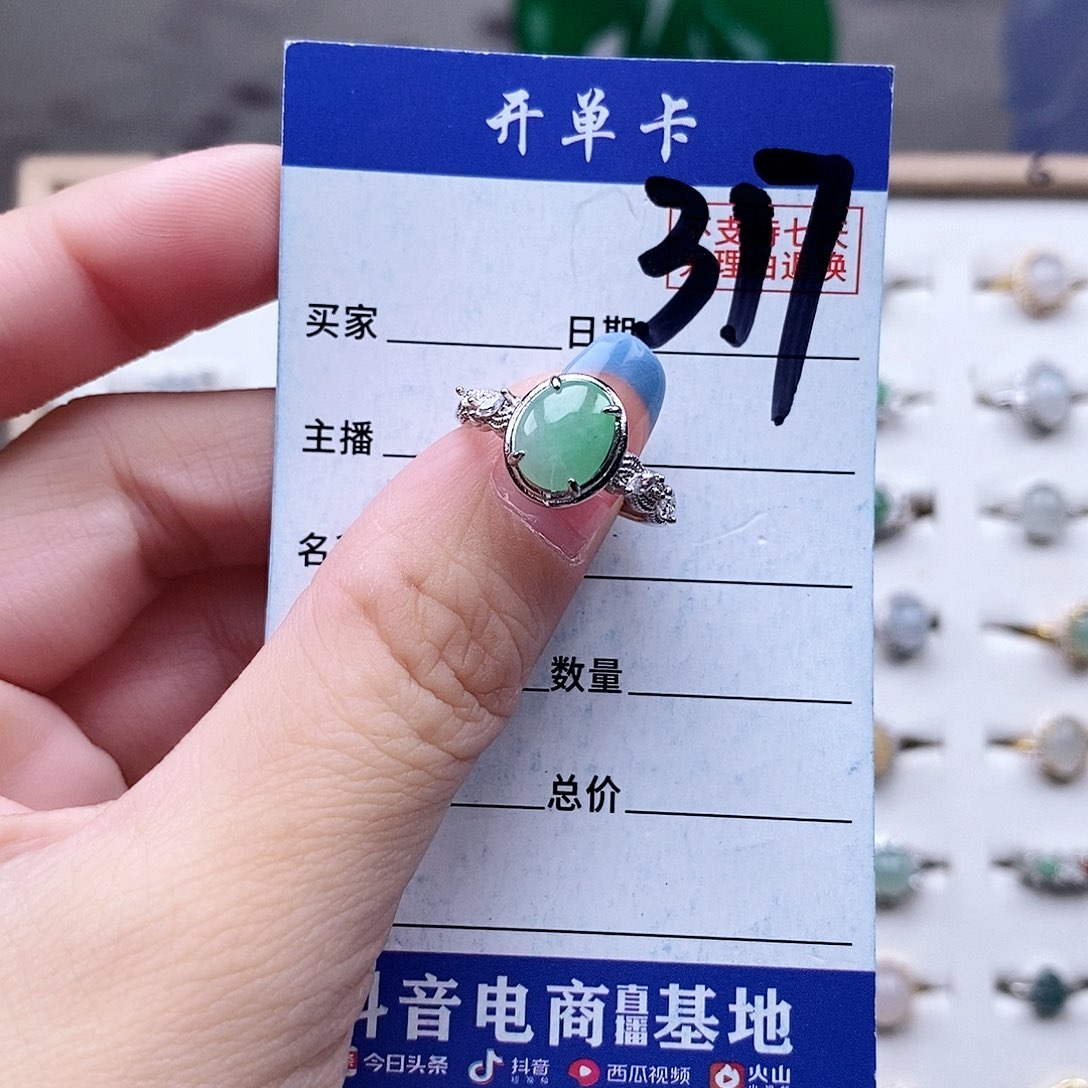 开单卡
317
不支持七天
无理由退换
买家 日期
主播
名
数量
总价
抖音电商直播基地
今日头条 抖音 西瓜视频 火山